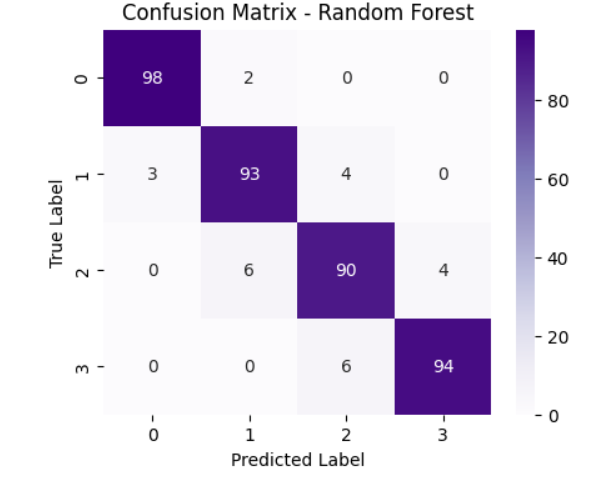 Confusion Matrix - Random Forest
0 98 2 0 0
80
1 3 93 4 0
60
True Label
40
2 0 6 90 4
20
3 0 0 6 94
0
0 1 2 3
Predicted Label